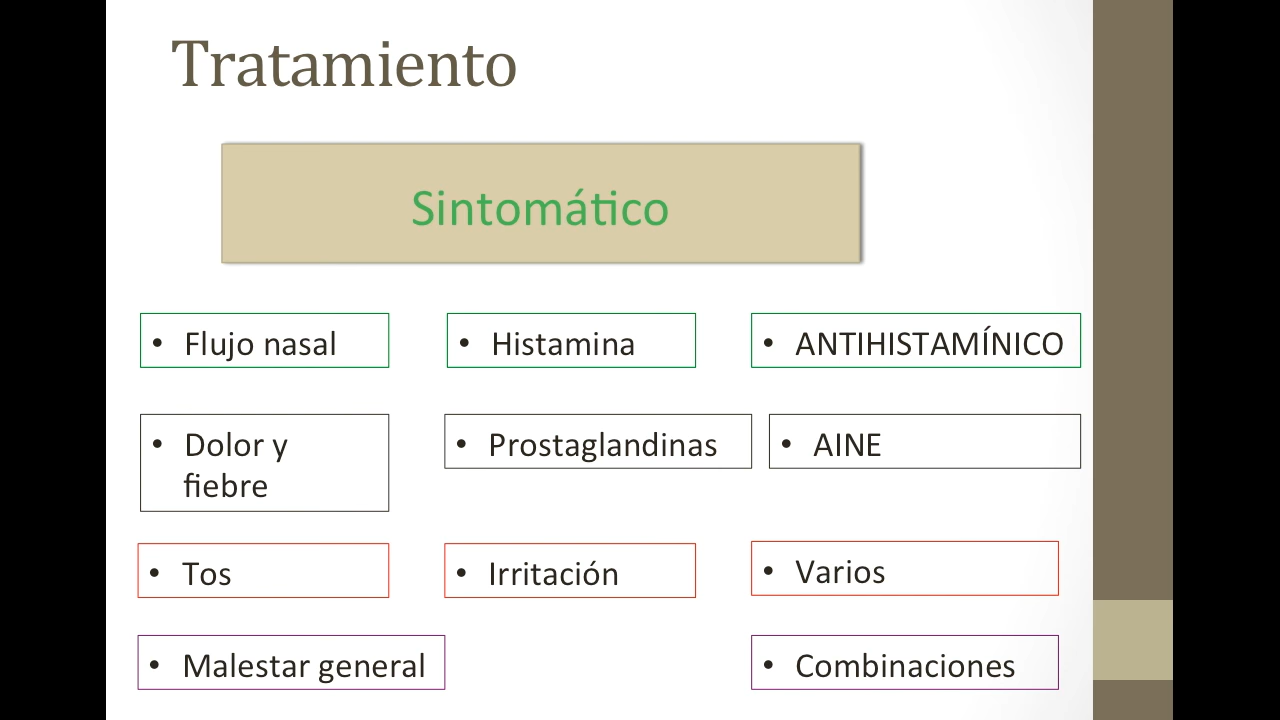 Tratamiento
Sintomático
• Flujo nasal
• Histamina
• ANTIHISTAMÍNICO
• Dolor y
fiebre
• Prostaglandinas
• AINE
• Tos
• Irritación
• Varios
• Malestar general
• Combinaciones